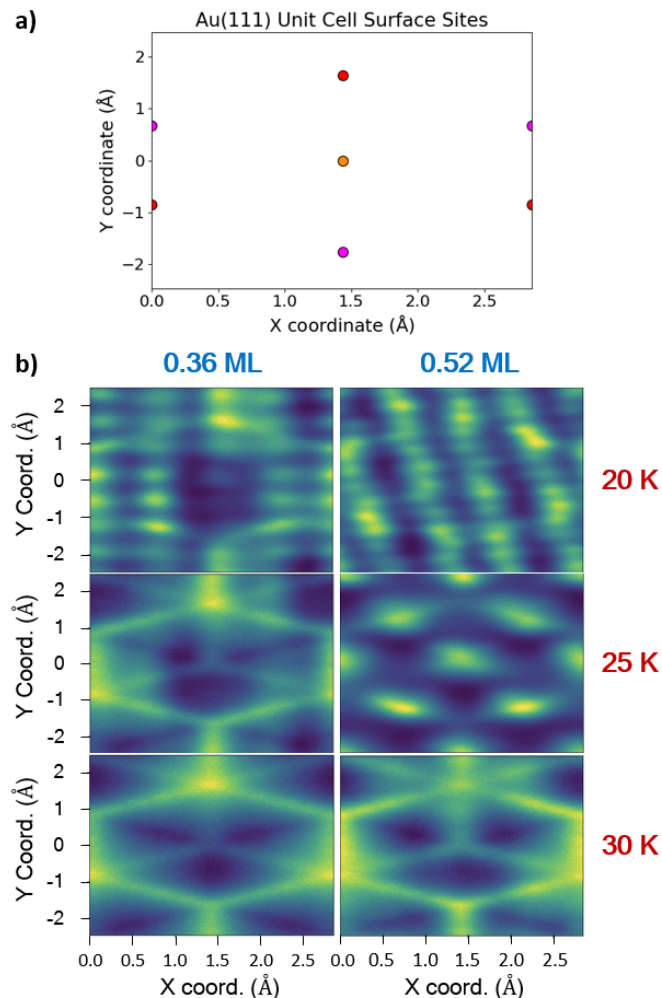 a)
Au(111) Unit Cell Surface Sites
Y coordinate (Å)
2
1
0
−1
−2
0.0 0.5 1.0 1.5 2.0 2.5
X coordinate (Å)
b)
0.36 ML 0.52 ML
Y Coord. (Å)
2
1
0
-1
-2
20 K
Y Coord. (Å)
2
1
0
-1
-2
25 K
Y Coord. (Å)
2
1
0
-1
-2
30 K
0.0 0.5 1.0 1.5 2.0 2.5 0.0 0.5 1.0 1.5 2.0 2.5
X coord. (Å) X coord. (Å)